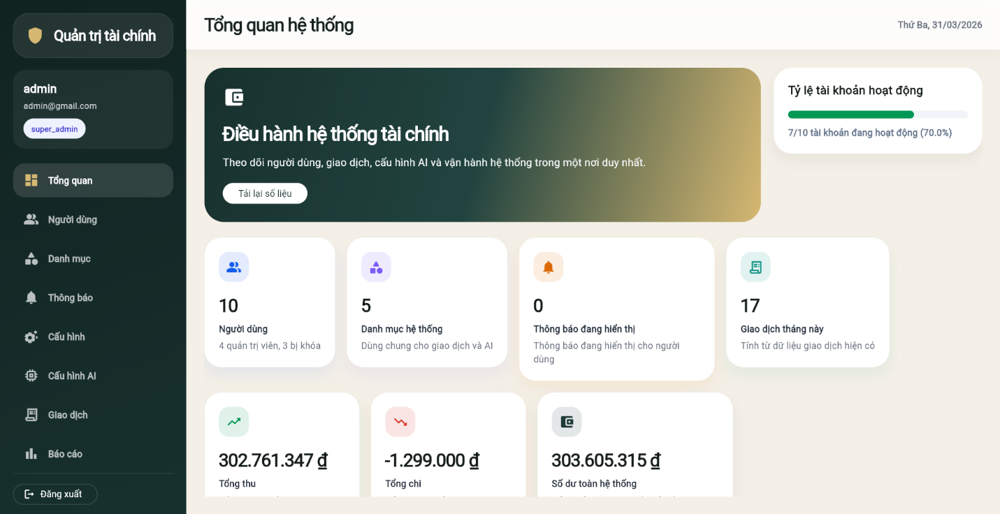 Quản trị tài chính
admin
admin@gmail.com
super_admin
Tổng quan
Người dùng
Danh mục
Thông báo
Cấu hình
Cấu hình AI
Giao dịch
Báo cáo
Đăng xuất
Tổng quan hệ thống
Thứ Ba, 31/03/2026
Điều hành hệ thống tài chính
Theo dõi người dùng, giao dịch, cấu hình AI và vận hành hệ thống trong một nơi duy nhất.
Tải lại số liệu
Tỷ lệ tài khoản hoạt động
7/10 tài khoản đang hoạt động (70.0%)
10
Người dùng
4 quản trị viên, 3 bị khóa
5
Danh mục hệ thống
Dùng chung cho giao dịch và AI
0
Thông báo đang hiển thị
Thông báo đang hiển thị cho người
dùng
17
Giao dịch tháng này
Tính từ dữ liệu giao dịch hiện có
302.761.347 ₫
Tổng thu
-1.299.000 ₫
Tổng chi
303.605.315 ₫
Số dư toàn hệ thống